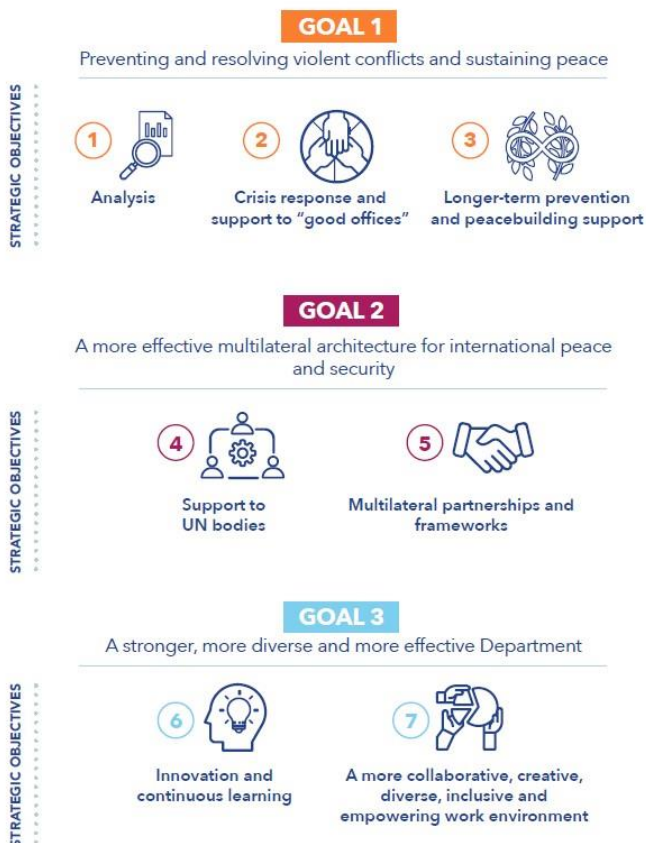 GOAL 1
Preventing and resolving violent conflicts and sustaining peace
STRATEGIC OBJECTIVES
1
Analysis
2
Crisis response and
support to “good offices”
3
Longer-term prevention
and peacebuilding support
GOAL 2
A more effective multilateral architecture for international peace
and security
STRATEGIC OBJECTIVES
4
Support to
UN bodies
5
Multilateral partnerships and
frameworks
GOAL 3
A stronger, more diverse and more effective Department
STRATEGIC OBJECTIVES
6
Innovation and
continuous learning
7
A more collaborative, creative,
diverse, inclusive and
empowering work environment